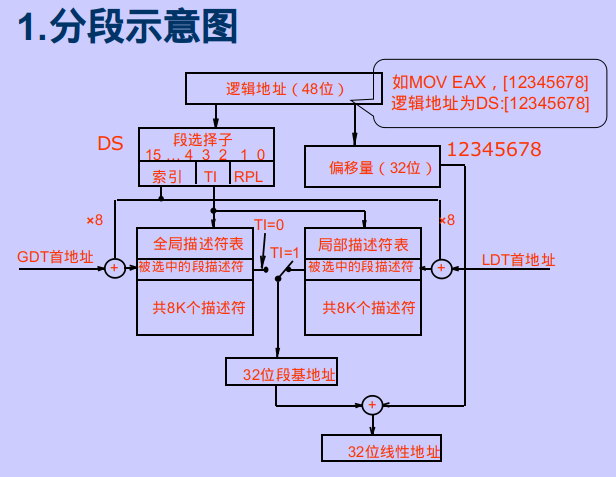 1.分段示意图
逻辑地址（48位）
如MOV EAX，[12345678]
逻辑地址为DS:[12345678]
DS
段选择子
15 ... 4 3 2 1 0
索引 TI RPL
偏移量（32位）
12345678
×8
×8
TI=0
TI=1
GDT首地址
+
全局描述符表
被选中的段描述符
共8K个描述符
局部描述符表
被选中的段描述符
共8K个描述符
+
LDT首地址
32位段基地址
+
32位线性地址